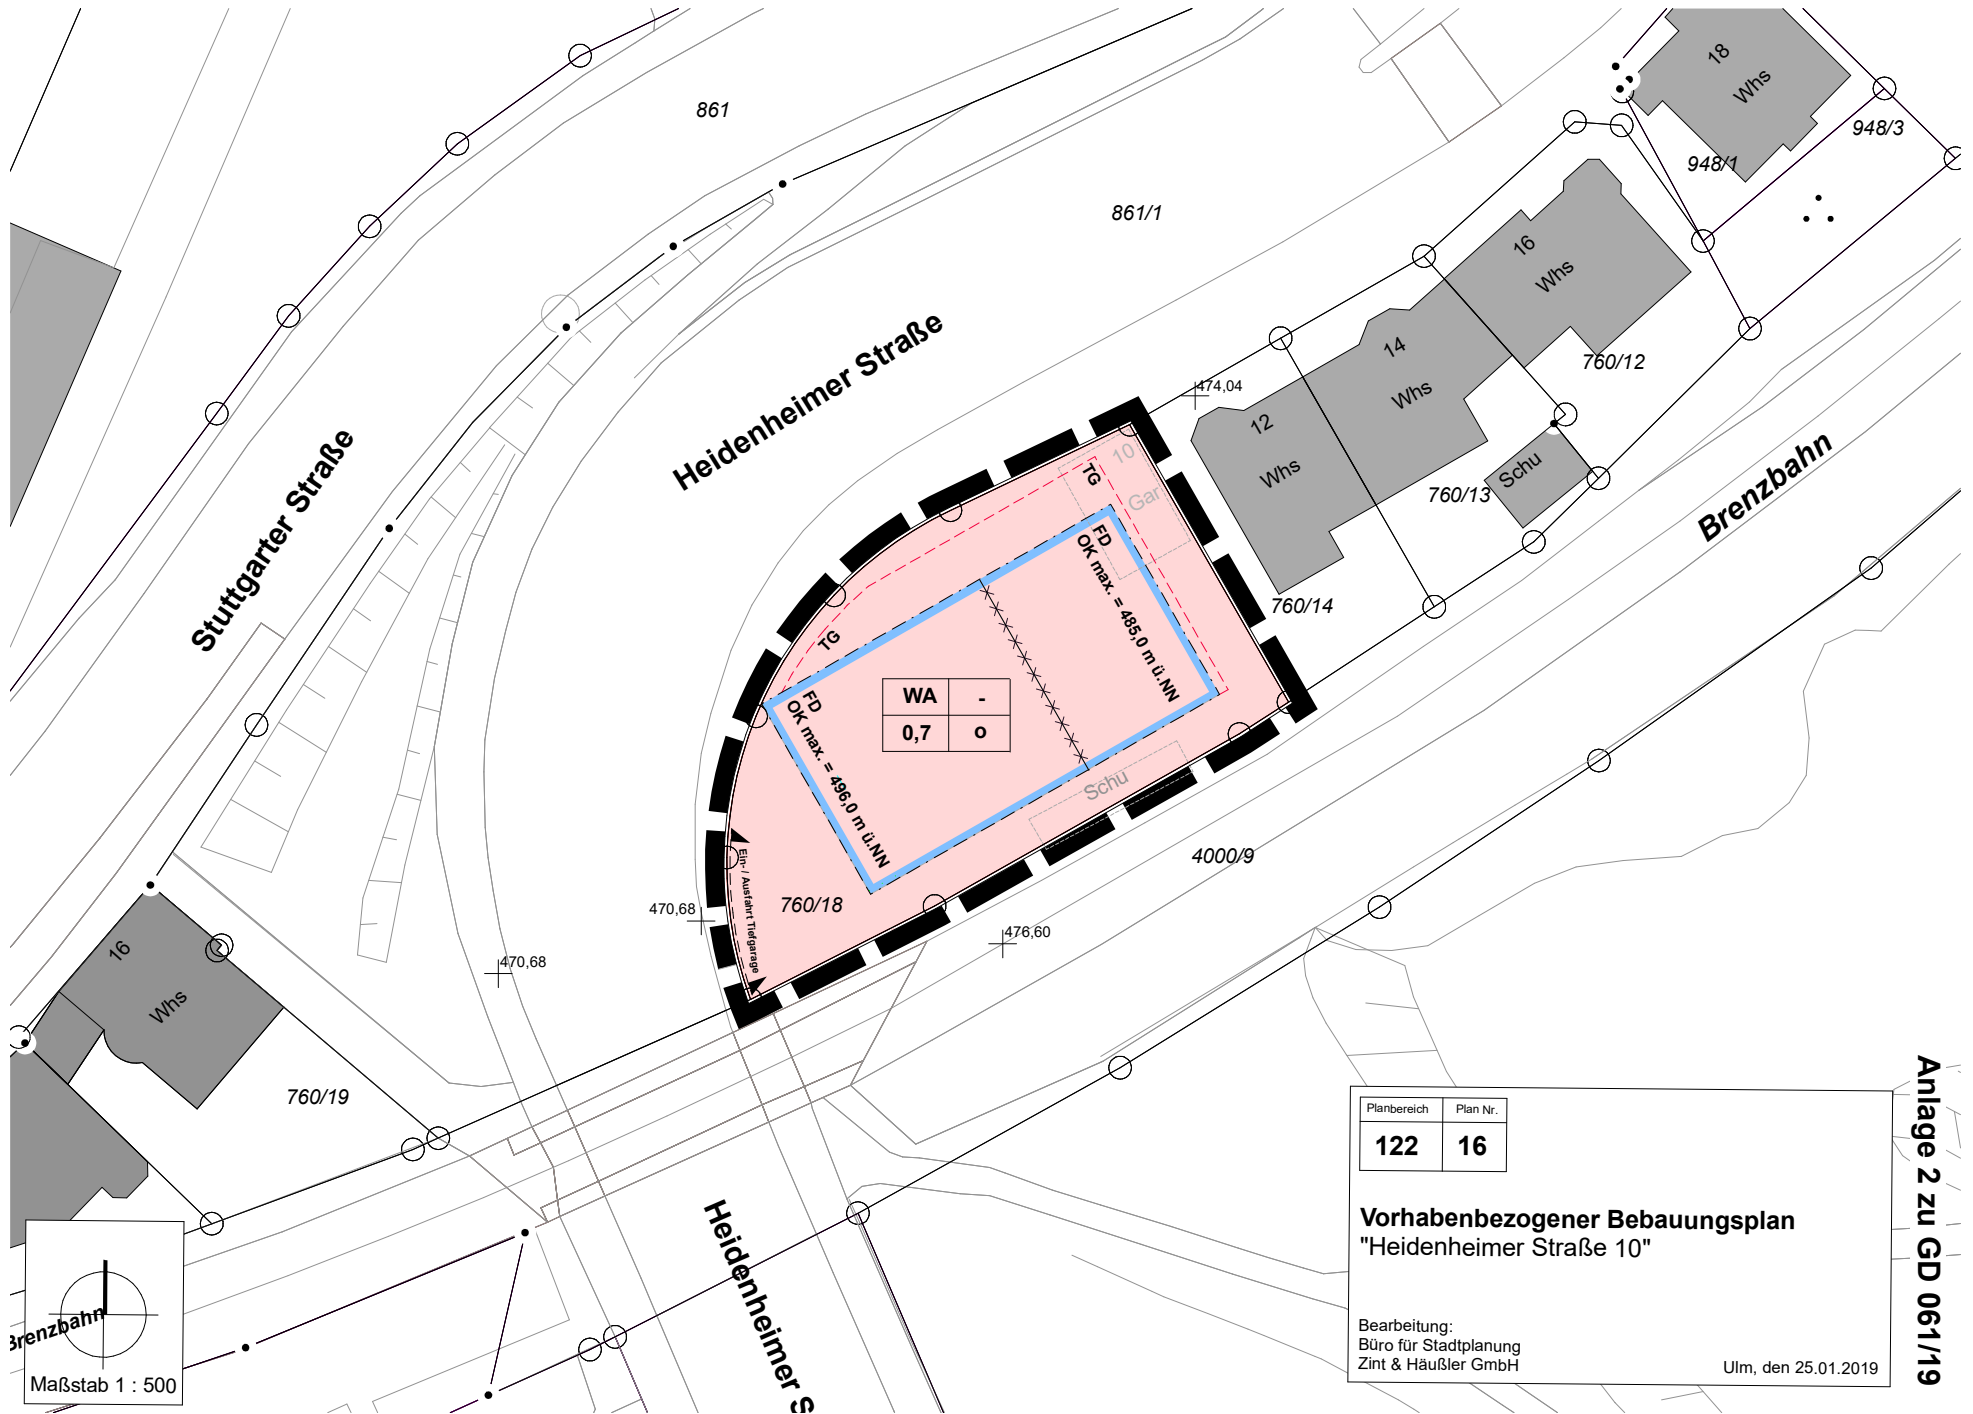 861
861/1
18
Whs
948/3
948/1
16
Whs
760/12
14
Whs
474,04
12
Whs
Schu
760/13
760/14
Heidenheimer Straße
Stuttgarter Straße
Brenzbahn
10
Gar
TG
TG
FD
OK max. = 485,0 m ü.NN
FD
OK max. = 496,0 m ü.NN
WA -
0,7 o
Schu
Ein- / Ausfahrt Tiefgarage
760/18
4000/9
470,68
470,68
476,60
16
Whs
760/19
Heidenheimer S
Brenzbahn
Maßstab 1 : 500
Planbereich Plan Nr.
122 16
Vorhabenbezogener Bebauungsplan
"Heidenheimer Straße 10"
Bearbeitung:
Büro für Stadtplanung
Zint & Häußler GmbH
Ulm, den 25.01.2019
Anlage 2 zu GD 061/19